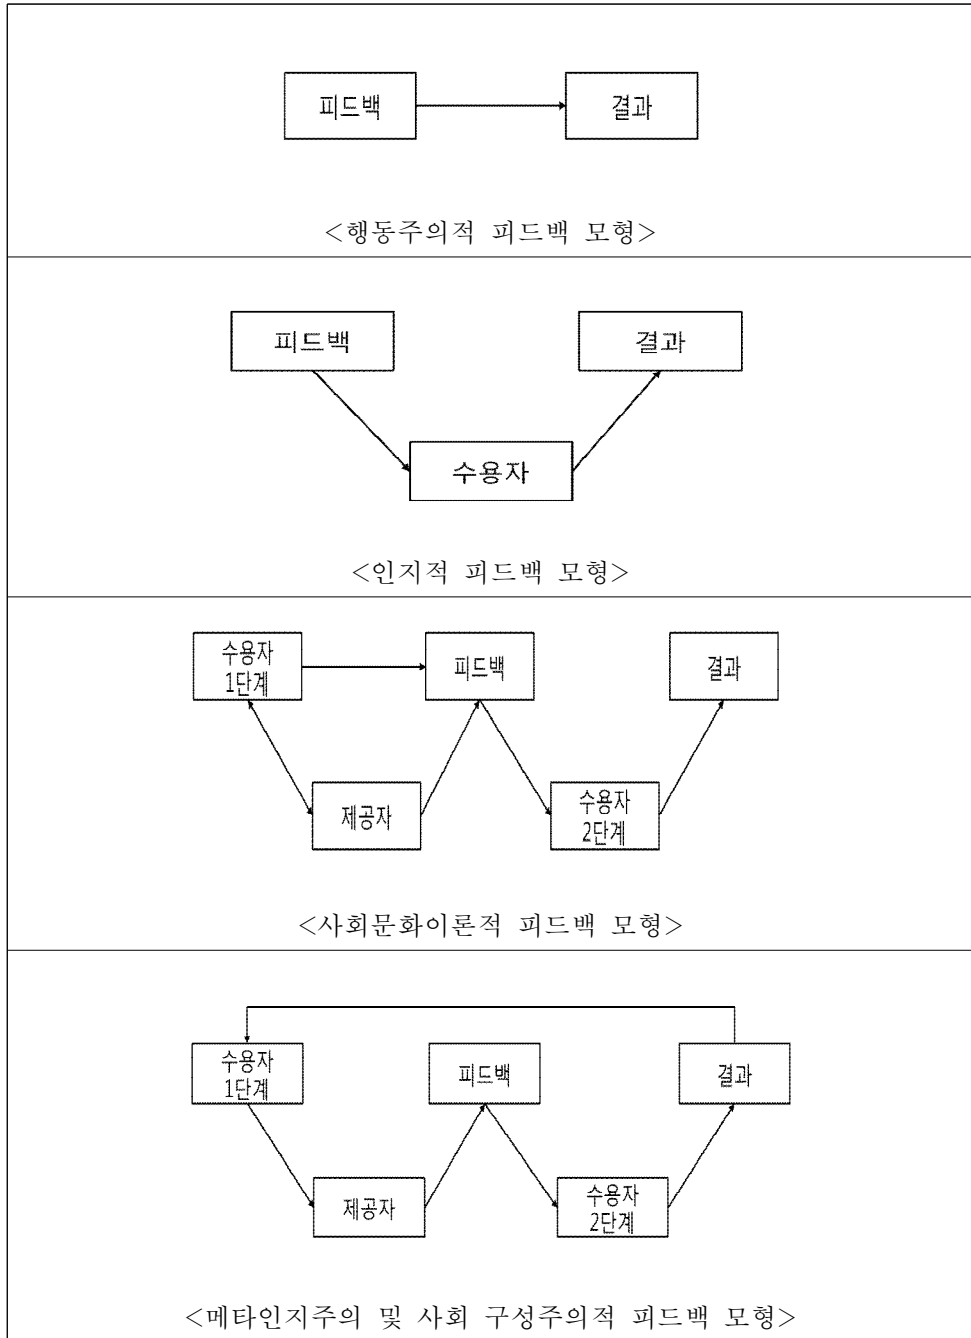 피드백
결과
<행동주의적 피드백 모형>
피드백
결과
수용자
<인지적 피드백 모형>
수용자
1단계
피드백
결과
제공자
수용자
2단계
<사회문화이론적 피드백 모형>
수용자
1단계
피드백
결과
제공자
수용자
2단계
<메타인지주의 및 사회 구성주의적 피드백 모형>